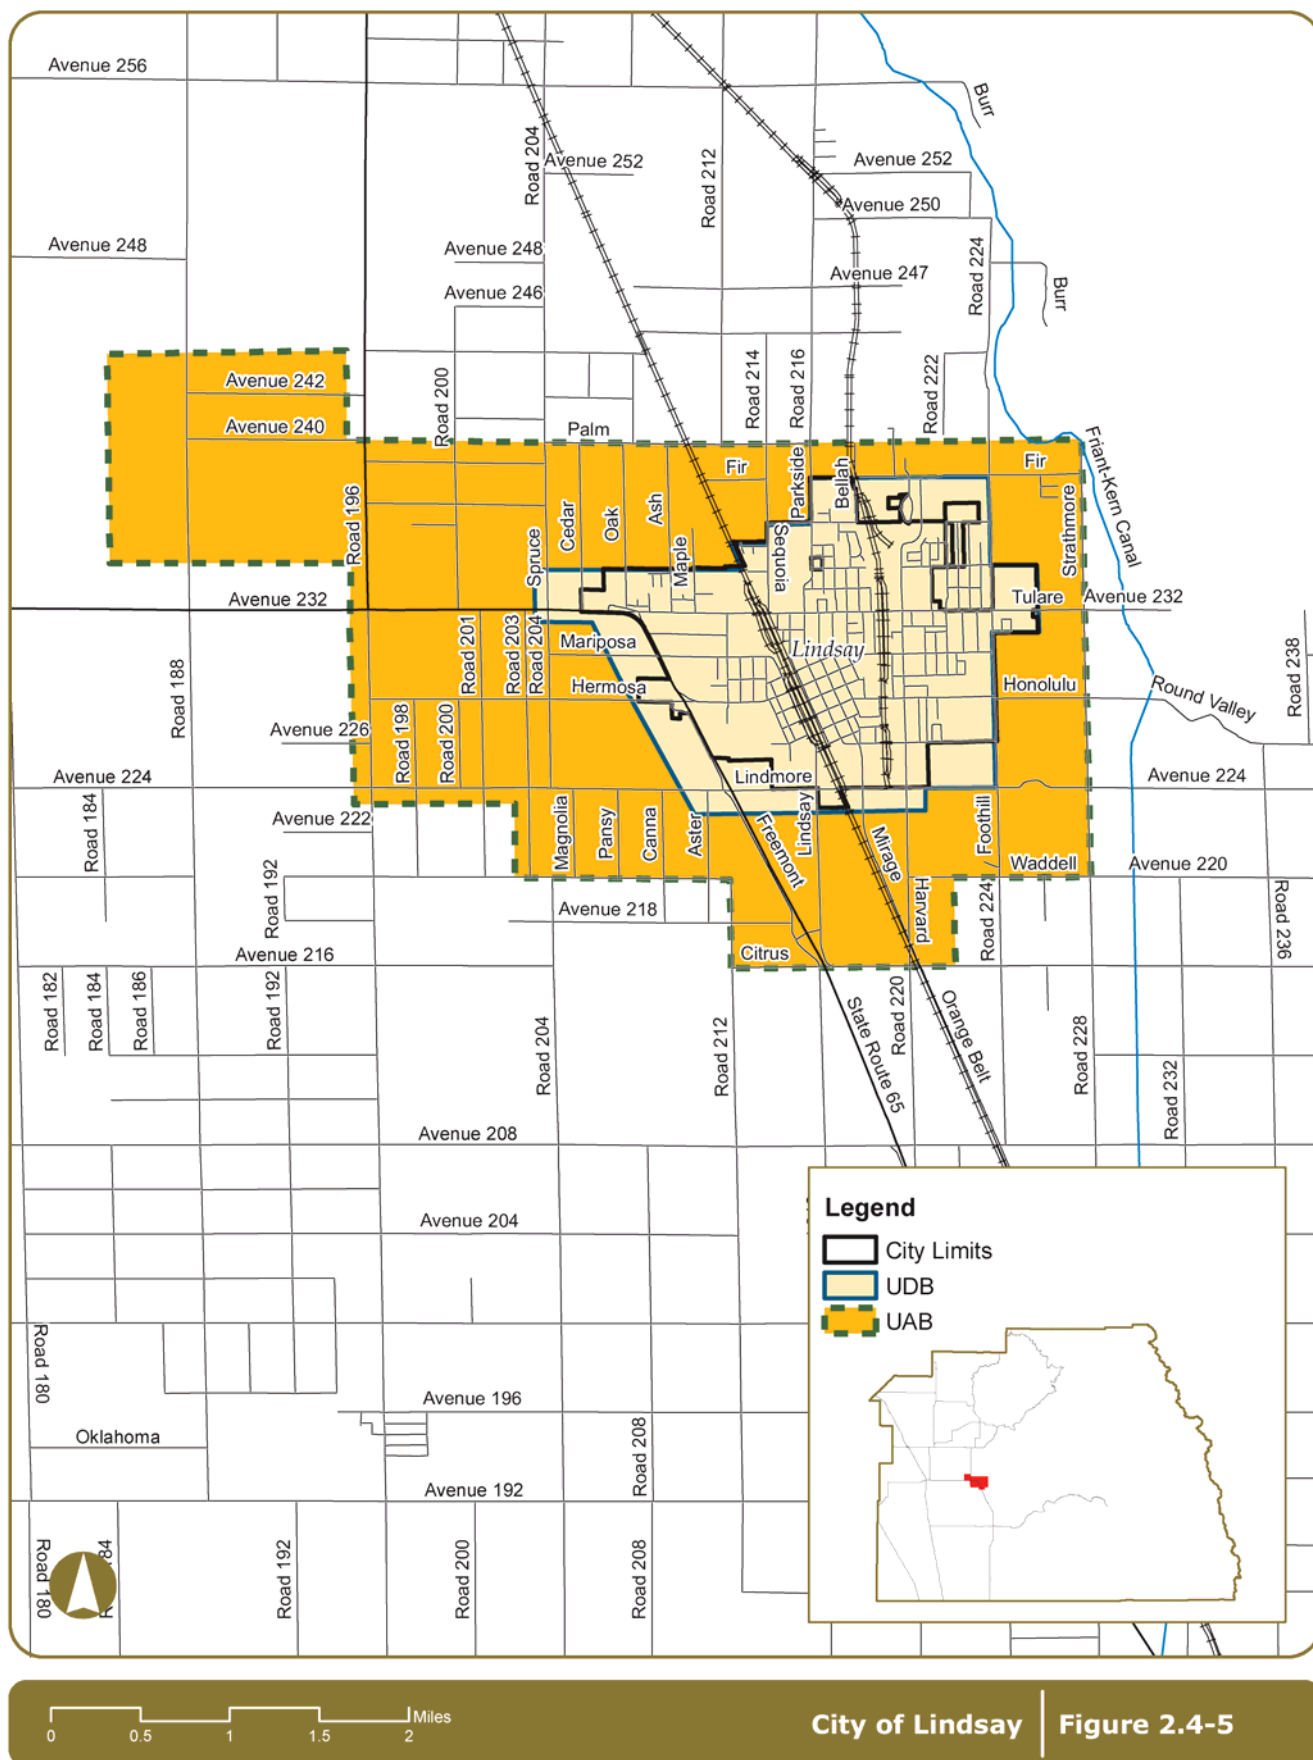 Avenue 256
Burr
Road 204
Avenue 252
Road 212
Avenue 252
Avenue 250
Avenue 248
Avenue 248
Road 224
Avenue 247
Avenue 246
Burr
Road 214
Road 216
Road 222
Avenue 242
Road 200
Avenue 240
Palm
Friant-Kern Canal
Fir
Parkside
Bellah
Fir
Road 196
Cedar
Oak
Ash
Strathmore
Spruce
Maple
Sequoia
Avenue 232
Tulare
Avenue 232
Road 201
Road 203
Road 204
Mariposa
Lindsay
Road 188
Hermosa
Honolulu
Round Valley
Road 238
Avenue 226
Road 198
Road 200
Avenue 224
Lindmore
Avenue 224
Road 184
Avenue 222
Magnolia
Pansy
Canna
Aster
Freemont
Lindsay
Mirage
Foothill
Waddell
Avenue 220
Road 192
Avenue 218
Harvard
Road 224
Road 236
Avenue 216
Citrus
Road 182
Road 184
Road 186
Road 192
Road 204
Road 212
State Route 65
Road 220
Orange Belt
Road 228
Road 232
Avenue 208
Avenue 204
Legend
City Limits
UDB
UAB
Road 180
Avenue 196
Oklahoma
Road 208
Avenue 192
Road 180
Road 192
Road 200
Road 208
0 0.5 1 1.5 2 Miles
City of Lindsay Figure 2.4-5